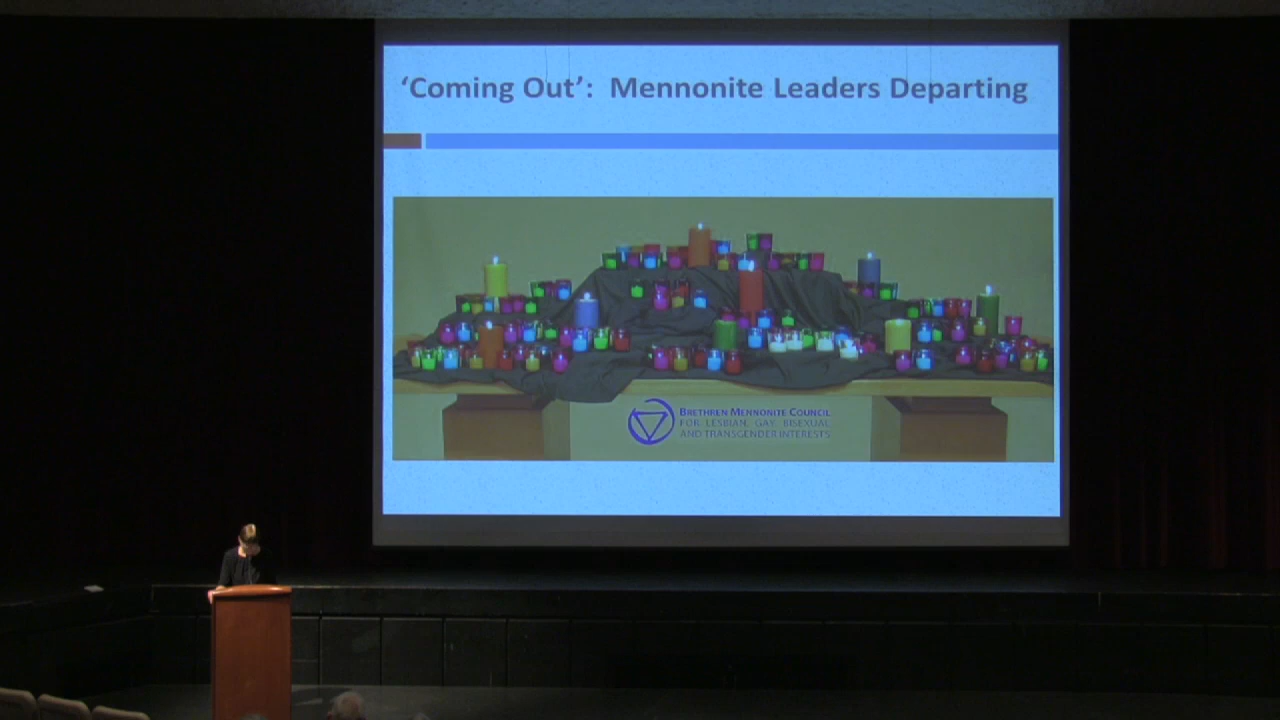 ‘Coming Out’: Mennonite Leaders Departing
BRETHREN MENNONITE COUNCIL
FOR LESBIAN, GAY, BISEXUAL
AND TRANSGENDER INTERESTS